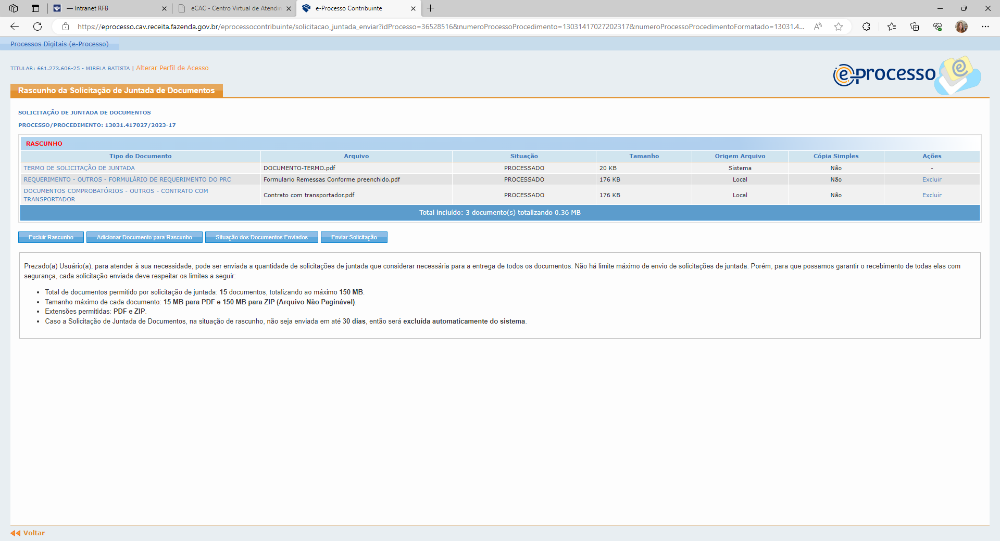 — Intranet RFB
eCAC - Centro Virtual de Atendin
e-Processo Contribuinte
https://eprocesso.cav.receita.fazenda.gov.br/eprocessocontribuinte/solicitacao_juntada_enviar?idProcesso=36528516&numeroProcessoProcedimento=13031417027202317&numeroProcessoProcedimentoFormatado=13031.4...
Processos Digitais (e-Processo)
TITULAR: 661.273.606-25 - MIRELA BATISTA | Alterar Perfil de Acesso
e-processo
Rascunho da Solicitação de Juntada de Documentos
SOLICITAÇÃO DE JUNTADA DE DOCUMENTOS
PROCESSO/PROCEDIMENTO: 13031.417027/2023-17
RASCUNHO
Tipo do Documento Arquivo Situação Tamanho Origem Arquivo Cópia Simples Ações
TERMO DE SOLICITAÇÃO DE JUNTADA DOCUMENTO-TERMO.pdf PROCESSADO 20 KB Sistema Não -
REQUERIMENTO - OUTROS - FORMULÁRIO DE REQUERIMENTO DO PRC Formulario Remessas Conforme preenchido.pdf PROCESSADO 176 KB Local Não Excluir
DOCUMENTOS COMPROBATÓRIOS - OUTROS - CONTRATO COM
TRANSPORTADOR Contrato com transportador.pdf PROCESSADO 176 KB Local Não Excluir
Total incluído: 3 documento(s) totalizando 0.36 MB
Excluir Rascunho Adicionar Documento para Rascunho Situação dos Documentos Enviados Enviar Solicitação
Prezado(a) Usuário(a), para atender à sua necessidade, pode ser enviada a quantidade de solicitações de juntada que considerar necessária para a entrega de todos os documentos. Não há limite máximo de envio de solicitações de juntada. Porém, para que possamos garantir o recebimento de todas elas com
segurança, cada solicitação enviada deve respeitar os limites a seguir:
• Total de documentos permitido por solicitação de juntada: 15 documentos, totalizando ao máximo 150 MB.
• Tamanho máximo de cada documento: 15 MB para PDF e 150 MB para ZIP (Arquivo Não Paginável).
• Extensões permitidas: PDF e ZIP.
• Caso a Solicitação de Juntada de Documentos, na situação de rascunho, não seja enviada em até 30 dias, então será excluída automaticamente do sistema.
Voltar